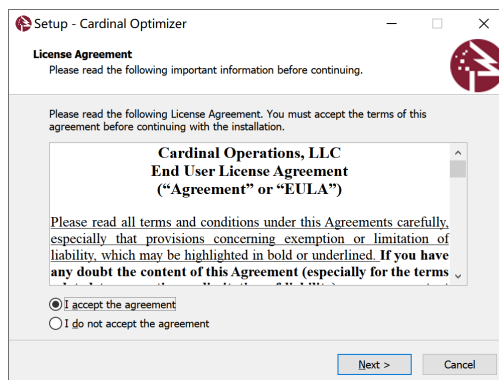 Setup - Cardinal Optimizer
License Agreement
Please read the following important information before continuing.
Please read the following License Agreement. You must accept the terms of this
agreement before continuing with the installation.
Cardinal Operations, LLC
End User License Agreement
(“Agreement” or “EULA”)
Please read all terms and conditions under this Agreements carefully,
especially that provisions concerning exemption or limitation of
liability, which may be highlighted in bold or underlined. If you have
any doubt the content of this Agreement (especially for the terms
I accept the agreement
I do not accept the agreement
Next >
Cancel